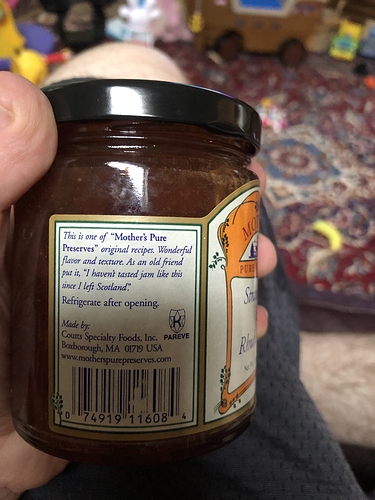 This is one of "Mother's Pure
Preserves" original recipes. Wonderful
flavor and texture. As an old friend
put it, "I haven't tasted jam like this
since I left Scotland."
Refrigerate after opening.
Made by:
Coutts Specialty Foods, Inc.
Boxborough, MA 01719 USA
www.motherspurepreserves.com
K
PAREVE
0 74919 11608 4
MO
PURE